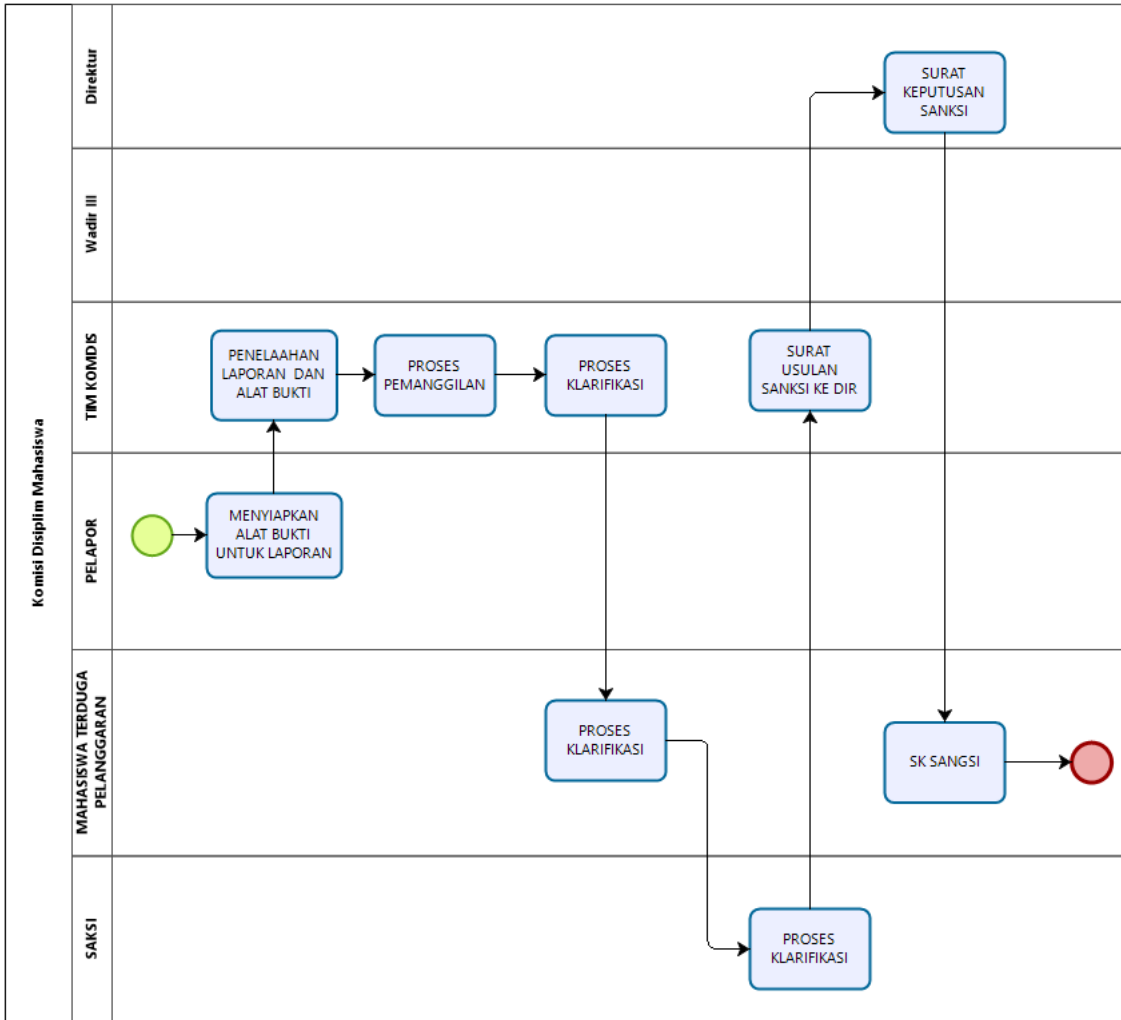 Komisi Disiplim Mahasiswa
Direktur
SURAT
KEPUTUSAN
SANKSI
Wadir III
TIM KOMDIS
PENELAAHAN
LAPORAN DAN
ALAT BUKTI
PROSES
PEMANGGILAN
PROSES
KLARIFIKASI
SURAT
USULAN
SANKSI KE DIR
PELAPOR
MENYIAPKAN
ALAT BUKTI
UNTUK LAPORAN
MAHASISWA TERDUGA
PELANGGARAN
PROSES
KLARIFIKASI
SK SANGSI
SAKSI
PROSES
KLARIFIKASI